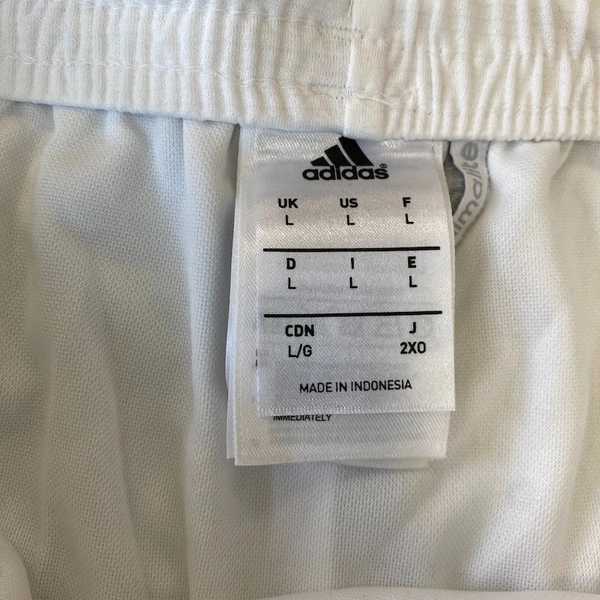 adidas®
UK US F
L L L
D I E
L L L
CDN J
L/G 2XO
MADE IN INDONESIA
IMMEDIATELY